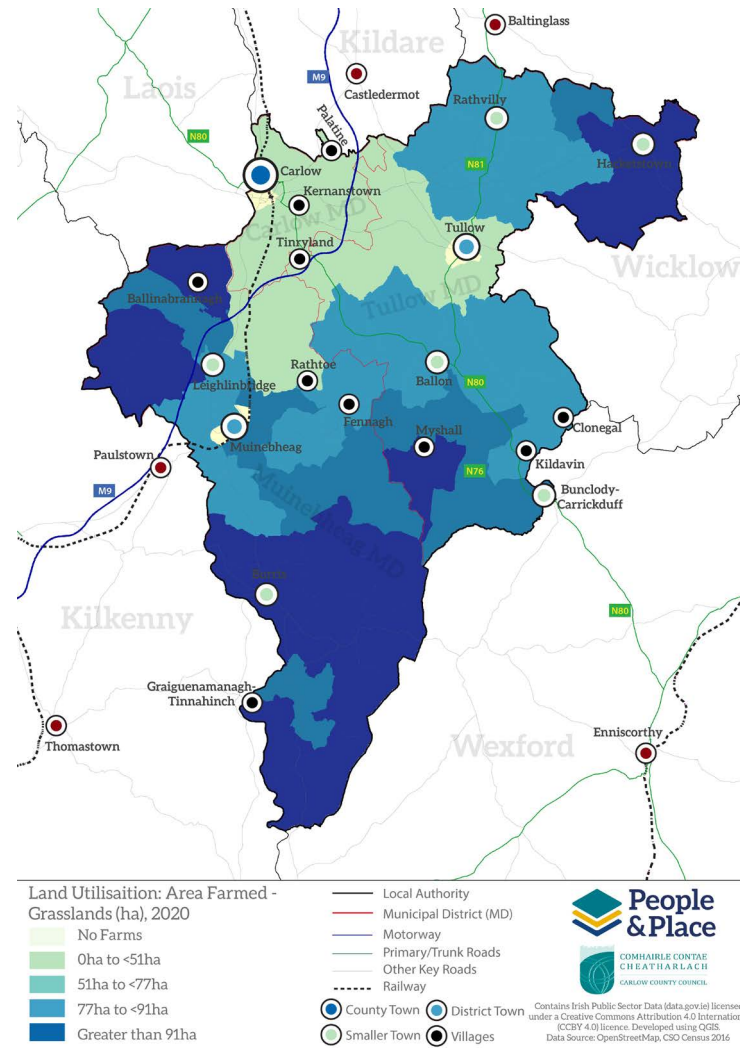 Baltinglass
Kildare
M9
Castledermot
Laois
Rathvilly
Palatine
N80
Hacketstown
Carlow
N81
Kernanstown
Carlow MD
Tullow
Tinryland
Wicklow
Ballinabrannagh
Tullow MD
Rathtoe
Leighlinbridge
Ballon
N80
Fennagh
Clonegal
Myshall
Muinebheag
Paulstown
Kildavin
N76
M9
Bunclody-
Carrickduff
Muinebheag MD
Borris
Kilkenny
N80
Graiguenamanagh-
Tinnahinch
Thomastown
Wexford
Enniscorthy
Land Utilisaition: Area Farmed -
Grasslands (ha), 2020
No Farms
0ha to <51ha
51ha to <77ha
77ha to <91ha
Greater than 91ha
Local Authority
Municipal District (MD)
Motorway
Primary/Trunk Roads
Other Key Roads
Railway
County Town
District Town
Smaller Town
Villages
People
& Place
COMHAIRLE CONTAE
CHEATHARLACH
CARLOW COUNTY COUNCIL
Contains Irish Public Sector Data (data.gov.ie) license
under a Creative Commons Attribution 4.0 Internation
(CCBY 4.0) licence. Developed using QGIS.
Data Source: OpenStreetMap, CSO Census 2016